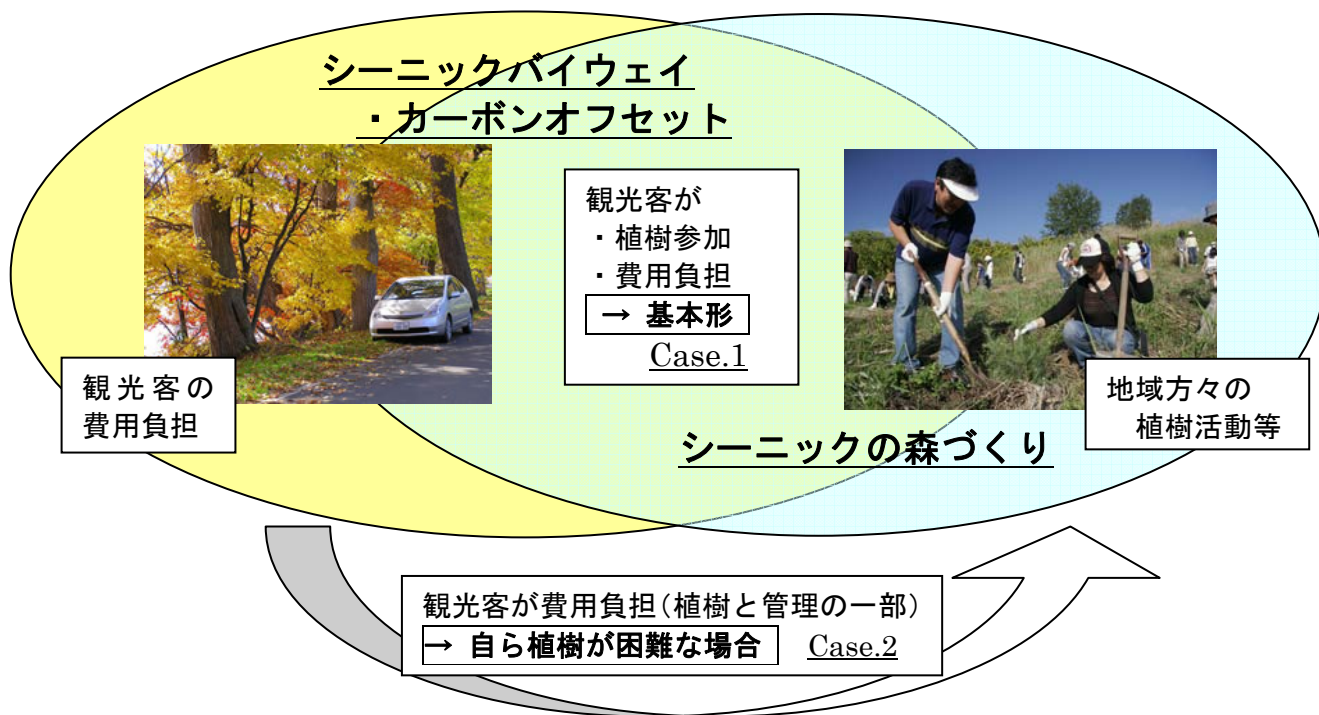 シーニックバイウェイ
・カーボンオフセット
観光客が
・植樹参加
・費用負担
→ 基本形
Case.1
観光客の
費用負担
地域方々の
植樹活動等
シーニックの森づくり
観光客が費用負担（植樹と管理の一部）
→ 自ら植樹が困難な場合 Case.2